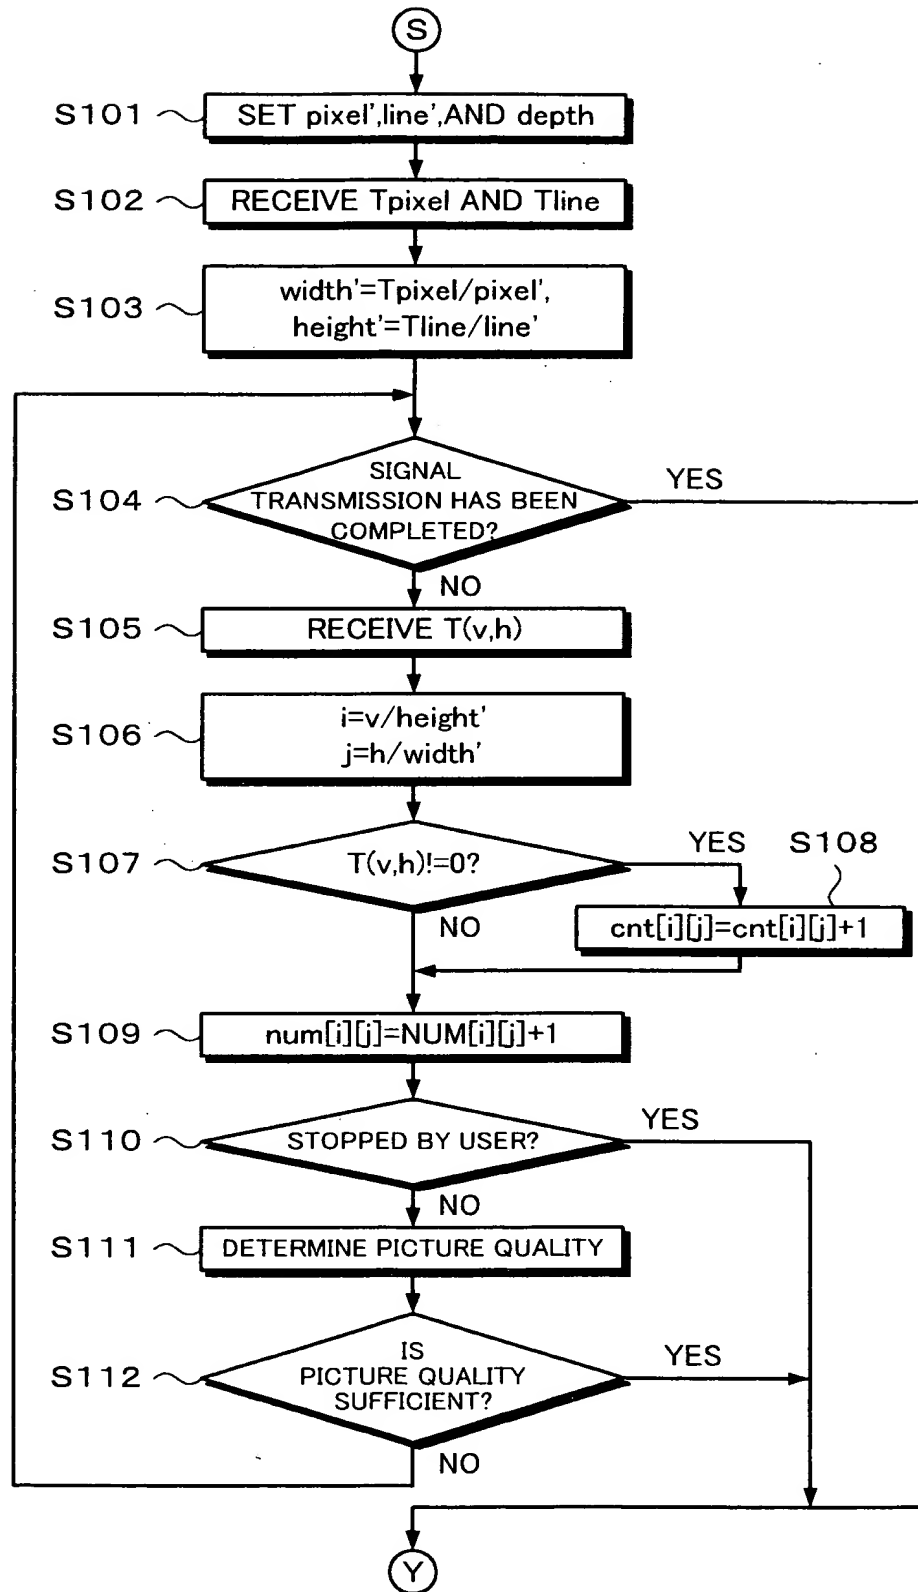 S
S101
SET pixel',line',AND depth
S102
RECEIVE Tpixel AND Tline
S103
width'=Tpixel/pixel',
height'=Tline/line'
S104
SIGNAL
TRANSMISSION HAS BEEN
COMPLETED?
YES
NO
S105
RECEIVE T(v,h)
S106
i=v/height'
j=h/width'
S107
T(v,h)!=0?
YES
S108
NO
cnt[i][j]=cnt[i][j]+1
S109
num[i][j]=NUM[i][j]+1
S110
STOPPED BY USER?
YES
NO
S111
DETERMINE PICTURE QUALITY
S112
IS
PICTURE QUALITY
SUFFICIENT?
YES
NO
Y